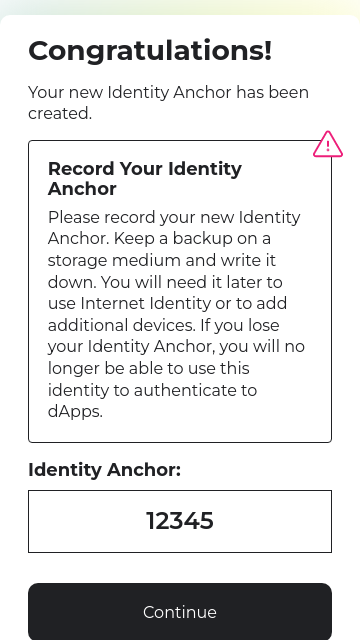 Congratulations!
Your new Identity Anchor has been
created.
Record Your Identity
Anchor
Please record your new Identity
Anchor. Keep a backup on a
storage medium and write it
down. You will need it later to
use Internet Identity or to add
additional devices. If you lose
your Identity Anchor, you will no
longer be able to use this
identity to authenticate to
dApps.
Identity Anchor:
12345
Continue